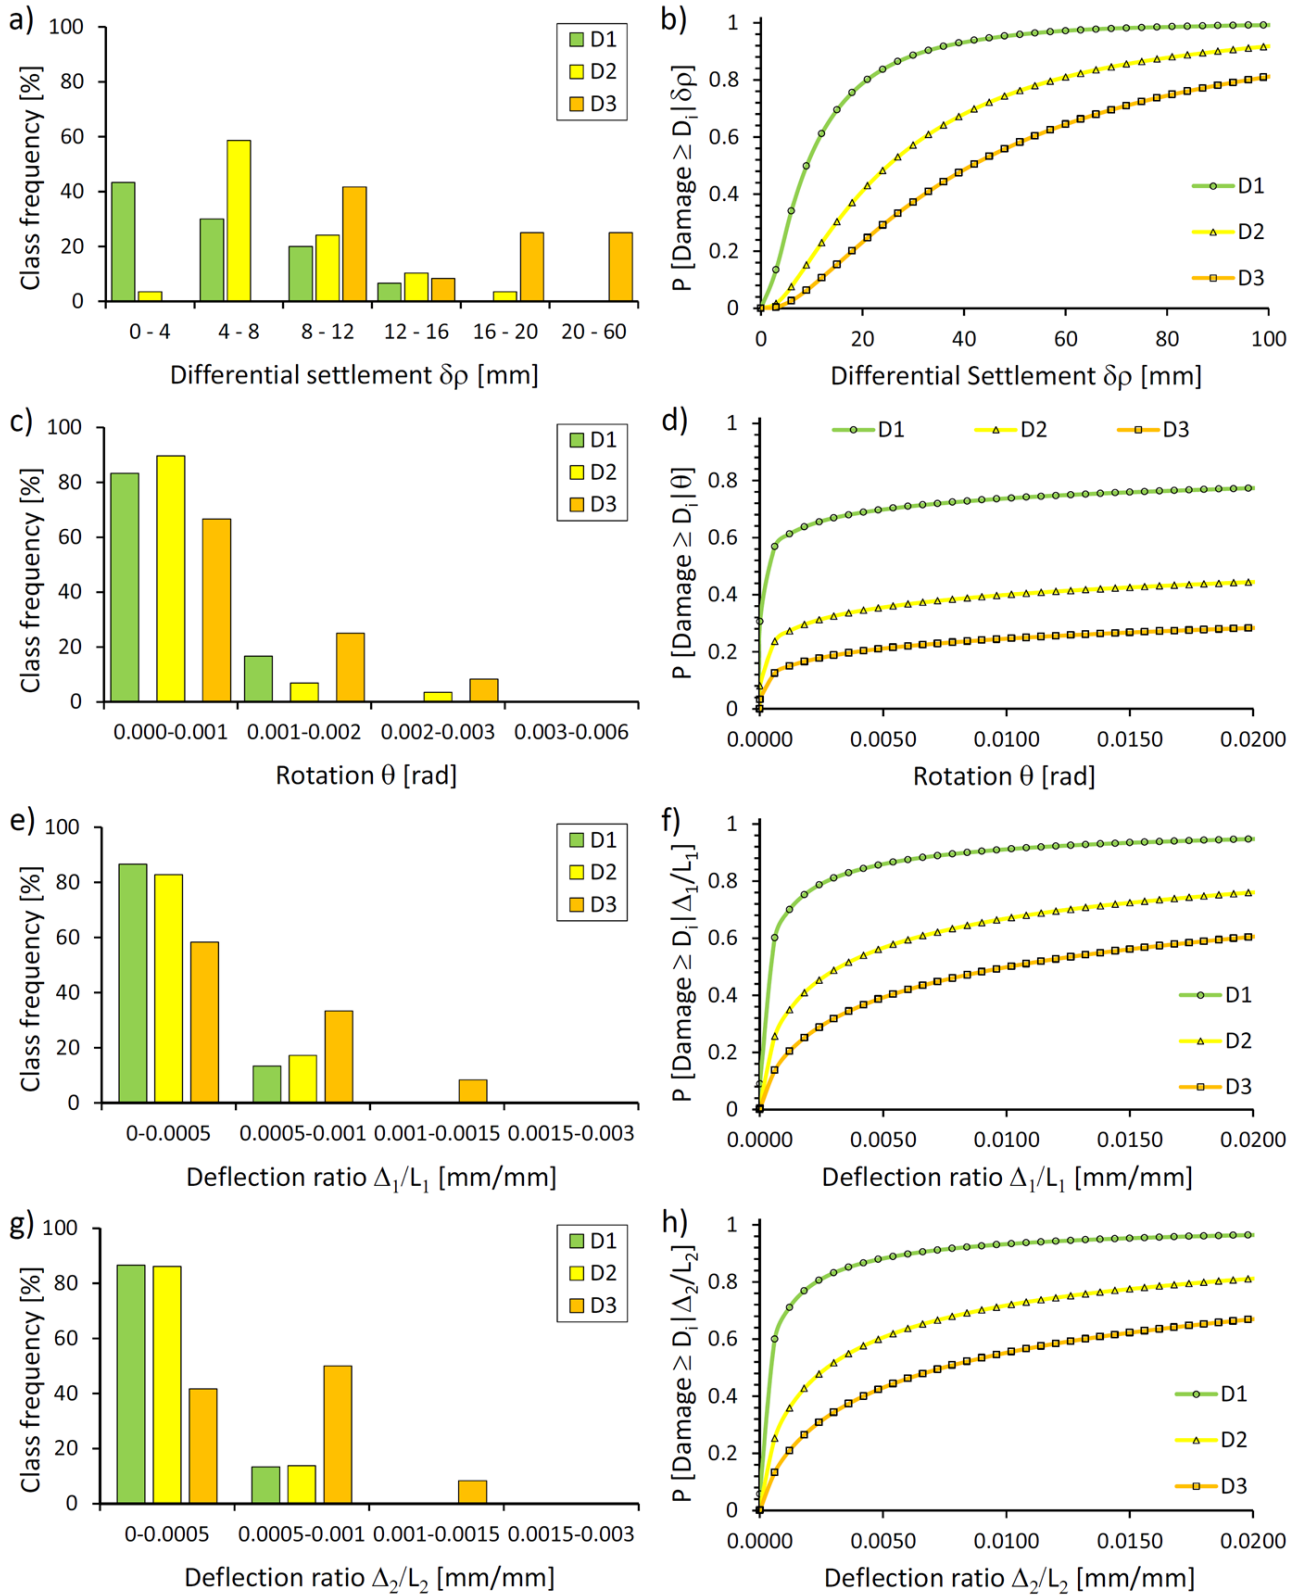 a)
Class frequency [%]
100
80
60
40
20
0
D1
D2
D3
0 - 4 4 - 8 8 - 12 12 - 16 16 - 20 20 - 60
Differential settlement δρ [mm]
b)
P [Damage ≥ Di | δρ]
1
0.8
0.6
0.4
0.2
0
D1
D2
D3
0 20 40 60 80 100
Differential Settlement δρ [mm]
c)
Class frequency [%]
100
80
60
40
20
0
D1
D2
D3
0.000-0.001 0.001-0.002 0.002-0.003 0.003-0.006
Rotation θ [rad]
d)
P [Damage ≥ Di | θ]
1
0.8
0.6
0.4
0.2
0
D1 D2 D3
0.0000 0.0050 0.0100 0.0150 0.0200
Rotation θ [rad]
e)
Class frequency [%]
100
80
60
40
20
0
D1
D2
D3
0-0.0005 0.0005-0.001 0.001-0.0015 0.0015-0.003
Deflection ratio Δ1/L1 [mm/mm]
f)
P [Damage ≥ Di | Δ1/L1]
1
0.8
0.6
0.4
0.2
0
D1
D2
D3
0.0000 0.0050 0.0100 0.0150 0.0200
Deflection ratio Δ1/L1 [mm/mm]
g)
Class frequency [%]
100
80
60
40
20
0
D1
D2
D3
0-0.0005 0.0005-0.001 0.001-0.0015 0.0015-0.003
Deflection ratio Δ2/L2 [mm/mm]
h)
P [Damage ≥ Di | Δ2/L2]
1
0.8
0.6
0.4
0.2
0
D1
D2
D3
0.0000 0.0050 0.0100 0.0150 0.0200
Deflection ratio Δ2/L2 [mm/mm]